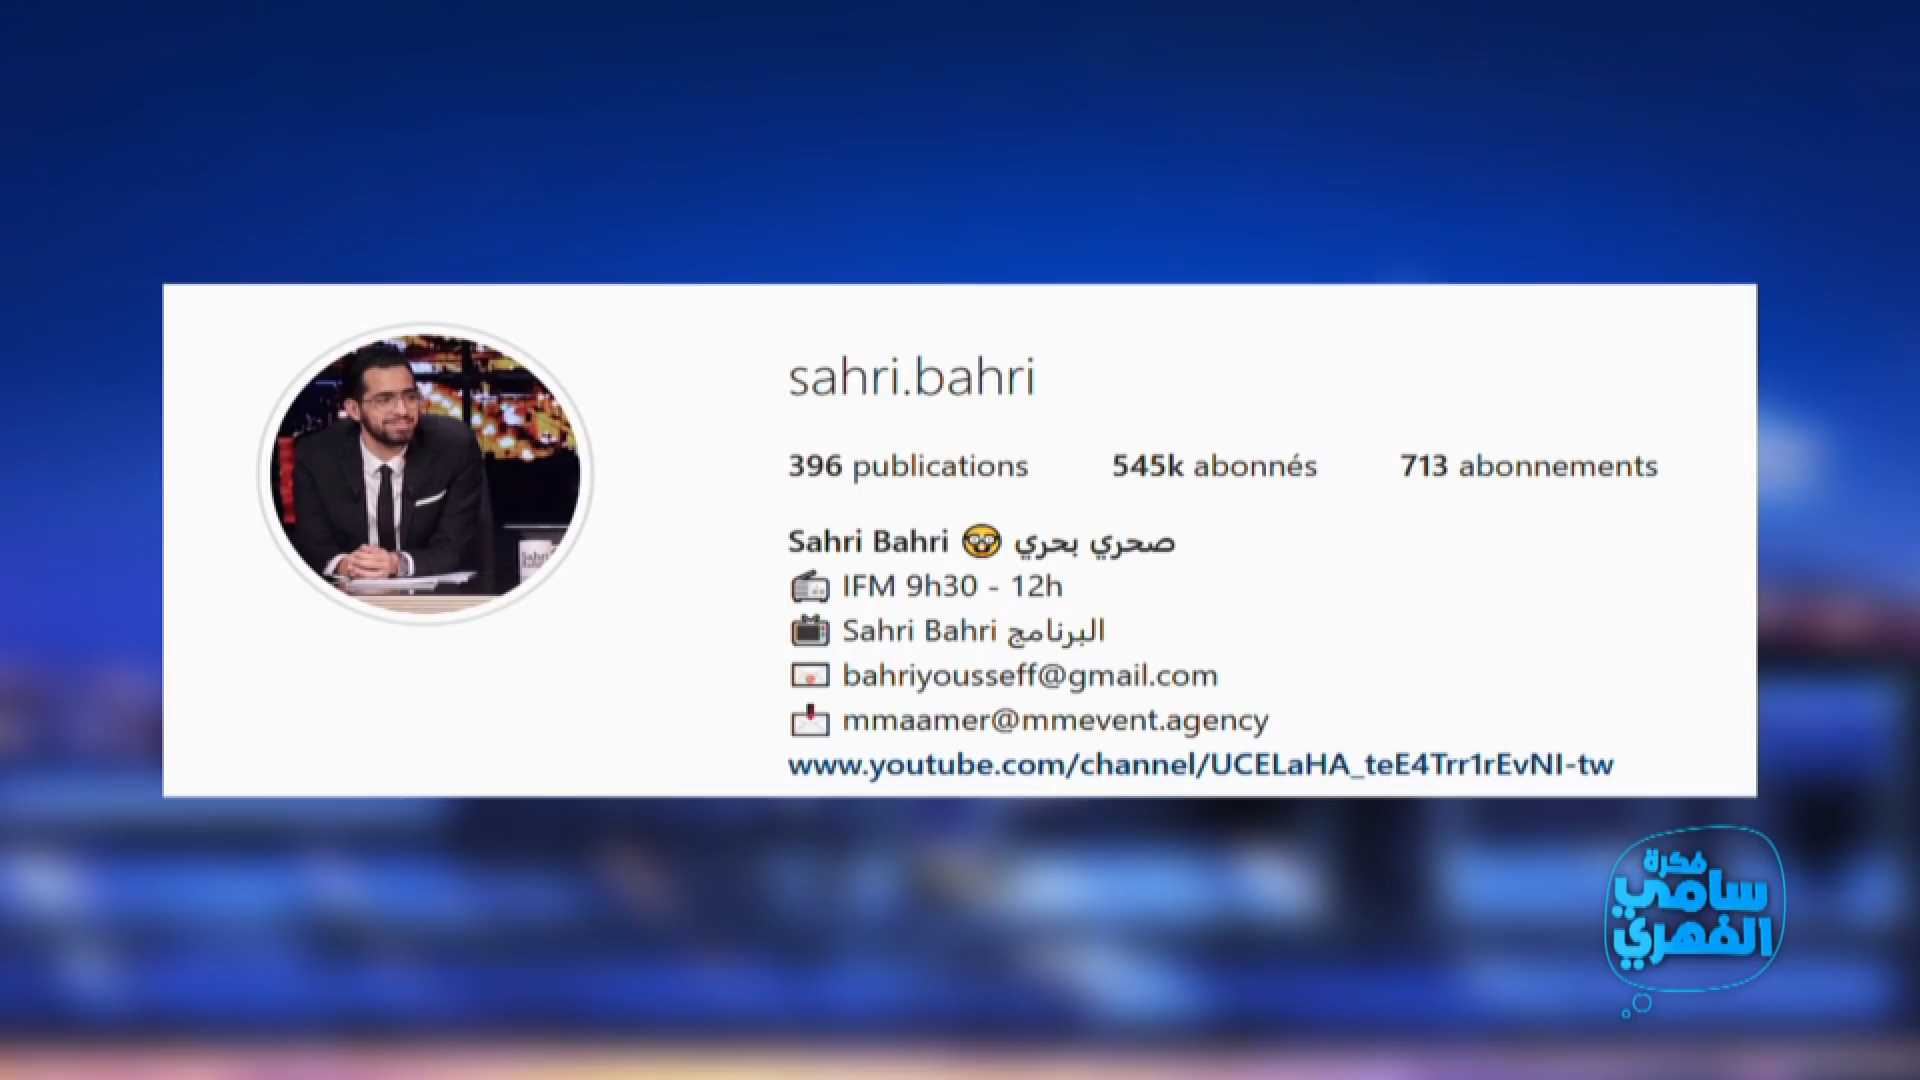 sahri.bahri
396 publications 545k abonnés 713 abonnements
Sahri Bahri 🤓 صحري بحري
📻 IFM 9h30 - 12h
📺 Sahri Bahri البرنامج
💌 bahriyousseff@gmail.com
📩 mmaamer@mmevent.agency
www.youtube.com/channel/UCELaHA_teE4Trr1rEvNI-tw
فكرة
سامي
الفهري